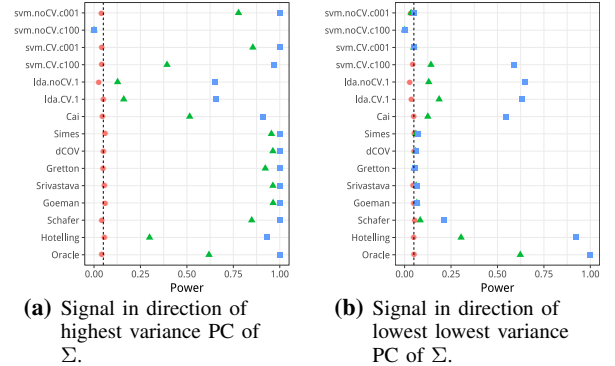 svm.noCV.c001
svm.noCV.c100
svm.CV.c001
svm.CV.c100
lda.noCV.1
lda.CV.1
Cai
Simes
dCOV
Gretton
Srivastava
Goeman
Schafer
Hotelling
Oracle
0.00 0.25 0.50 0.75 1.00
Power
(a) Signal in direction of
highest variance PC of
Σ.
svm.noCV.c001
svm.noCV.c100
svm.CV.c001
svm.CV.c100
lda.noCV.1
lda.CV.1
Cai
Simes
dCOV
Gretton
Srivastava
Goeman
Schafer
Hotelling
Oracle
0.00 0.25 0.50 0.75 1.00
Power
(b) Signal in direction of
lowest lowest variance
PC of Σ.